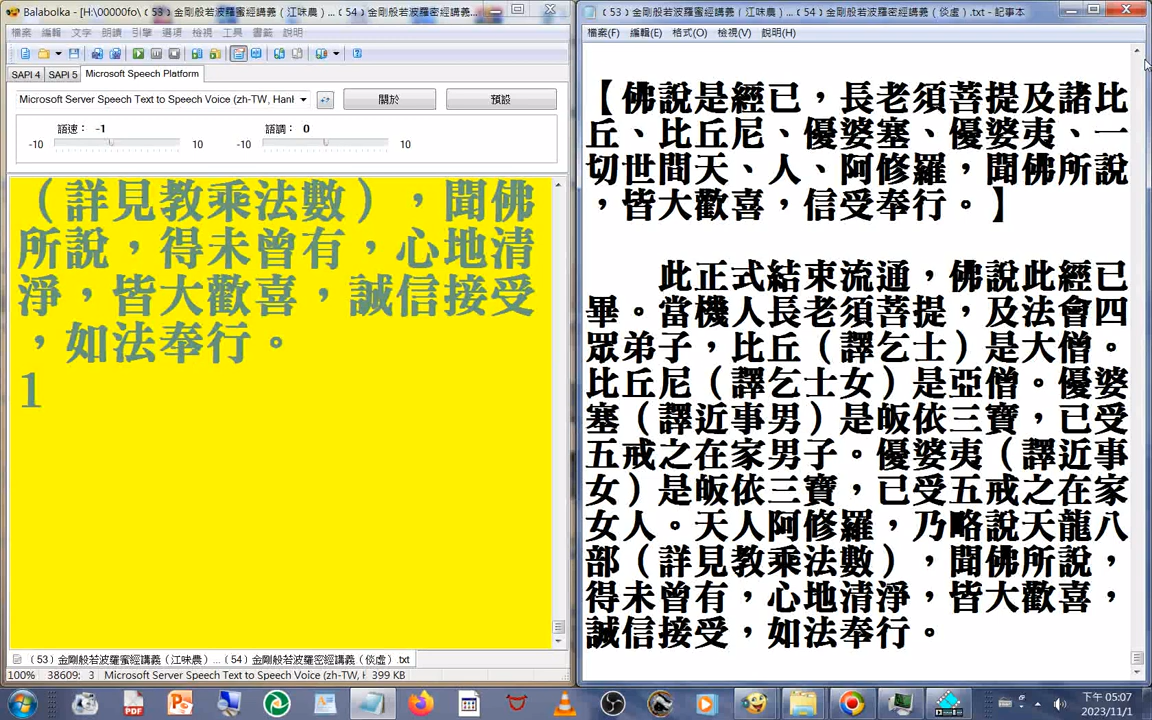 Balabolka - [H:\00000fo\（53﹞金剛般若波羅蜜經講義（江味農）...﹝54﹞金剛般若波羅密經講義...
檔案 編輯 文字 朗讀 引擎 選項 檢視 工具 書籤 說明
SAPI 4 SAPI 5 Microsoft Speech Platform
Microsoft Server Speech Text to Speech Voice (zh-TW, Hanl
關於 預設
語速： -1 語調： 0
-10 10 -10 10
（詳見教乘法數），聞佛
所說，得未曾有，心地清
淨，皆大歡喜，誠信接受
，如法奉行。
1
（53﹞金剛般若波羅蜜經講義（江味農）...﹝54﹞金剛般若波羅密經講義（倓虛）.txt
100% 38609: 3 Microsoft Server Speech Text to Speech Voice (zh-TW, H 399 KB
（53﹞金剛般若波羅蜜經講義（江味農）...﹝54﹞金剛般若波羅密經講義（倓虛）.txt - 記事本
檔案(F) 編輯(E) 格式(O) 檢視(V) 說明(H)
【佛說是經已，長老須菩提及諸比
丘、比丘尼、優婆塞、優婆夷、一
切世間天、人、阿修羅，聞佛所說
，皆大歡喜，信受奉行。】
此正式結束流通，佛說此經已
畢。當機人長老須菩提，及法會四
眾弟子，比丘（譯乞士）是大僧。
比丘尼（譯乞士女）是亞僧。優婆
塞（譯近事男）是皈依三寶，已受
五戒之在家男子。優婆夷（譯近事
女）是皈依三寶，已受五戒之在家
女人。天人阿修羅，乃略說天龍八
部（詳見教乘法數），聞佛所說，
得未曾有，心地清淨，皆大歡喜，
誠信接受，如法奉行。
下午 05:07
2023/11/1